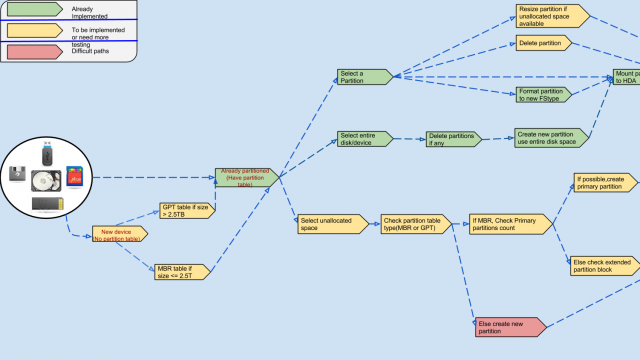 Already
Implemented
To be implemented
or need more
testing
Difficult paths
Resize partition if
unallocated space
available
Delete partition
Select a
Partition
Format partition
to new FStype
Mount pa
to HDA
Select entire
disk/device
Delete partitions
if any
Create new partition
use entire disk space
Already partitioned
(Have partition
table)
GPT table if size
> 2.5TB
New device
(No partition table)
MBR table if
size <= 2.5T
Select unallocated
space
Check partition table
type(MBR or GPT)
If MBR, Check Primary
partitions count
If possible,create
primary partition
Else check extended
partition block
Else create new
partition